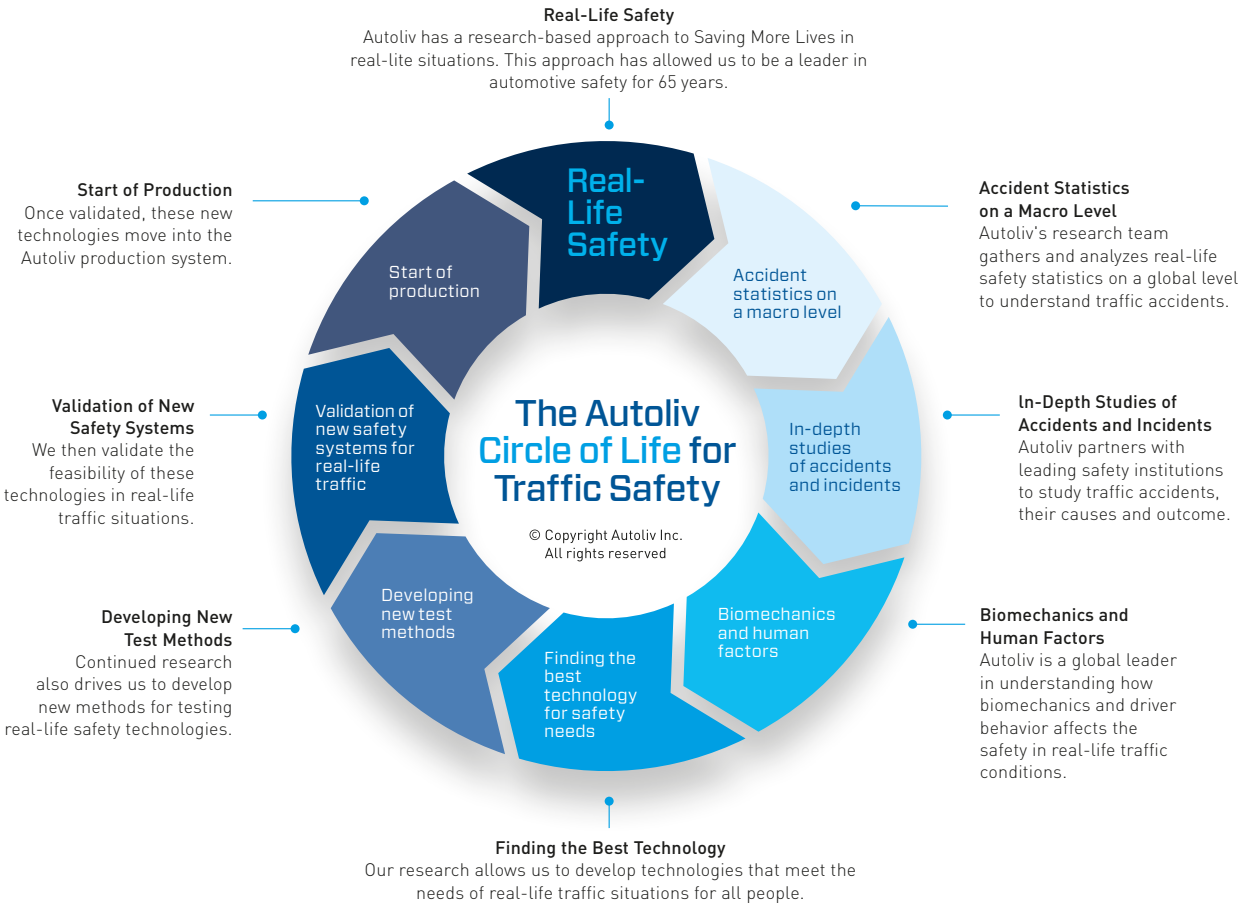 Real-Life Safety
Autoliv has a research-based approach to Saving More Lives in
real-lite situations. This approach has allowed us to be a leader in
automotive safety for 65 years.
Real-
Life
Safety
Accident Statistics
on a Macro Level
Autoliv's research team
gathers and analyzes real-life
safety statistics on a global level
to understand traffic accidents.
Accident
statistics on
a macro level
In-Depth Studies of
Accidents and Incidents
Autoliv partners with
leading safety institutions
to study traffic accidents,
their causes and outcome.
In-depth
studies
of accidents
and incidents
Biomechanics and
Human Factors
Autoliv is a global leader
in understanding how
biomechanics and driver
behavior affects the
safety in real-life traffic
conditions.
Biomechanics
and human
factors
Finding the
best
technology
for safety
needs
Finding the Best Technology
Our research allows us to develop technologies that meet the
needs of real-life traffic situations for all people.
Developing New
Test Methods
Continued research
also drives us to develop
new methods for testing
real-life safety technologies.
Developing
new test
methods
Validation of New
Safety Systems
We then validate the
feasibility of these
technologies in real-life
traffic situations.
Validation of
new safety
systems for
real-life
traffic
Start of Production
Once validated, these new
technologies move into the
Autoliv production system.
Start of
production
The Autoliv
Circle of Life for
Traffic Safety
© Copyright Autoliv Inc.
All rights reserved